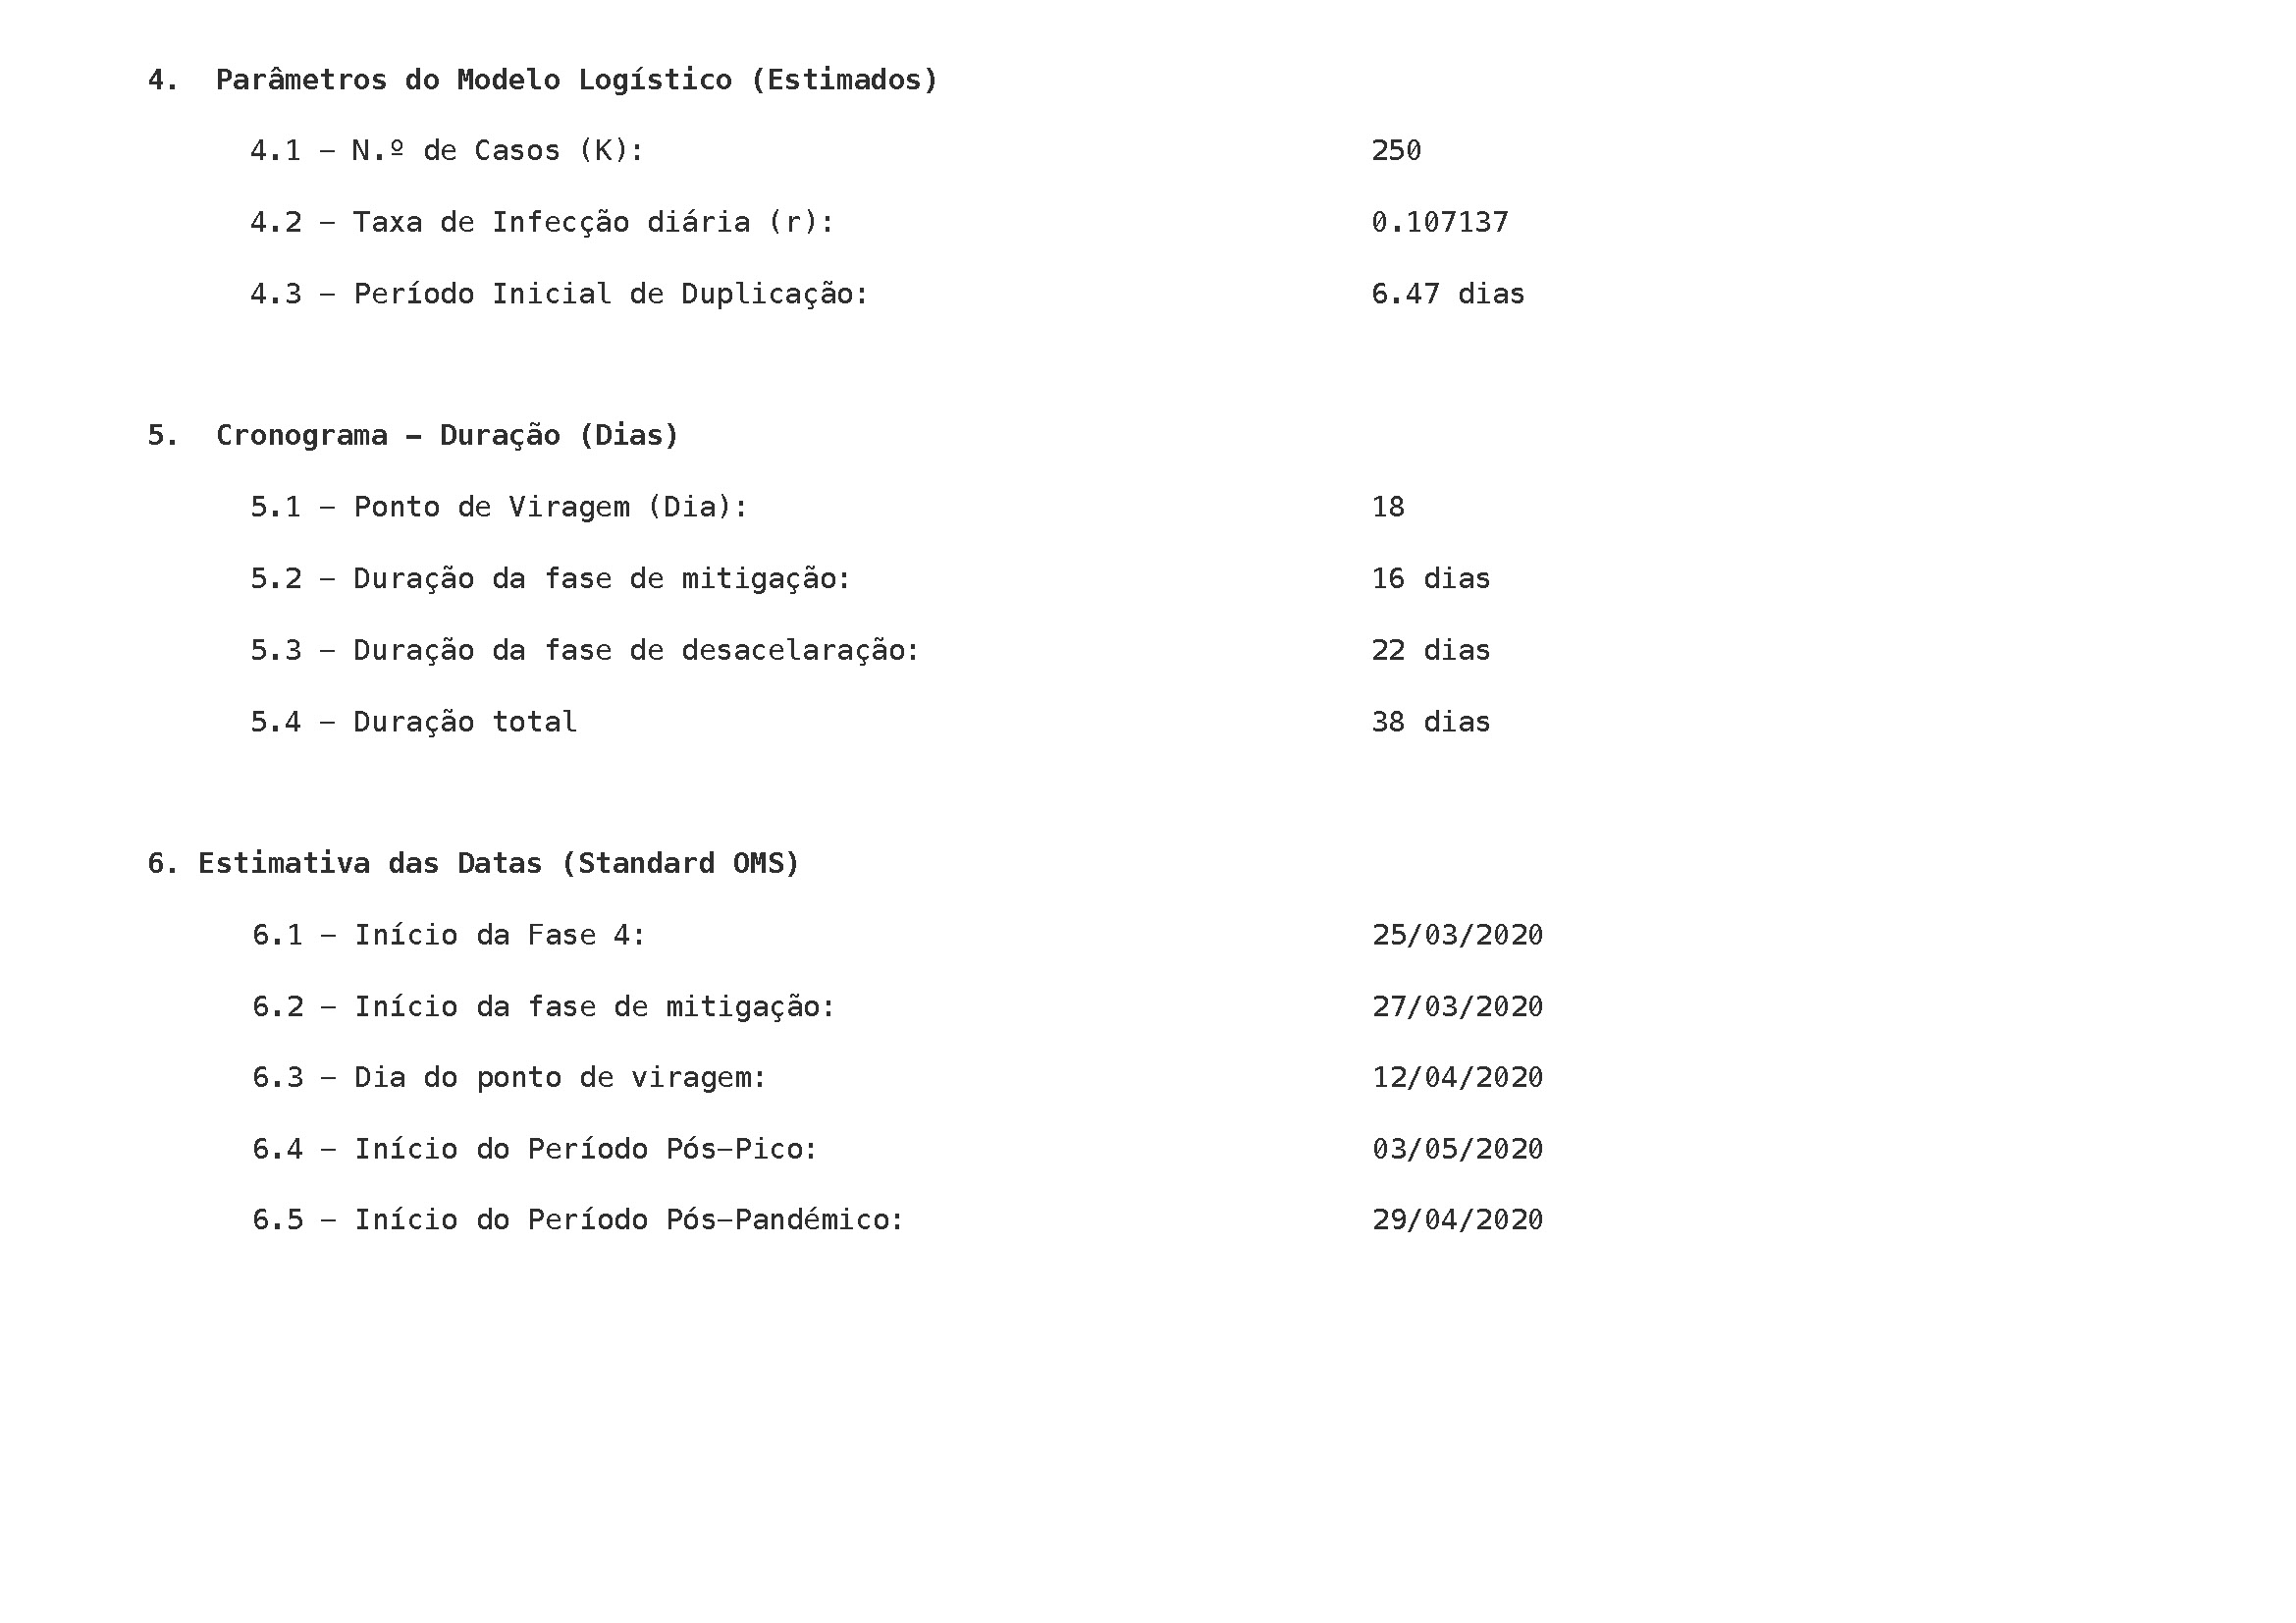 4. Parâmetros do Modelo Logístico (Estimados)
4.1 – N.º de Casos (K): 250
4.2 – Taxa de Infecção diária (r): 0.107137
4.3 – Período Inicial de Duplicação: 6.47 dias
5. Cronograma – Duração (Dias)
5.1 – Ponto de Viragem (Dia): 18
5.2 – Duração da fase de mitigação: 16 dias
5.3 – Duração da fase de desacelaração: 22 dias
5.4 – Duração total 38 dias
6. Estimativa das Datas (Standard OMS)
6.1 – Início da Fase 4: 25/03/2020
6.2 – Início da fase de mitigação: 27/03/2020
6.3 – Dia do ponto de viragem: 12/04/2020
6.4 – Início do Período Pós–Pico: 03/05/2020
6.5 – Início do Período Pós–Pandémico: 29/04/2020